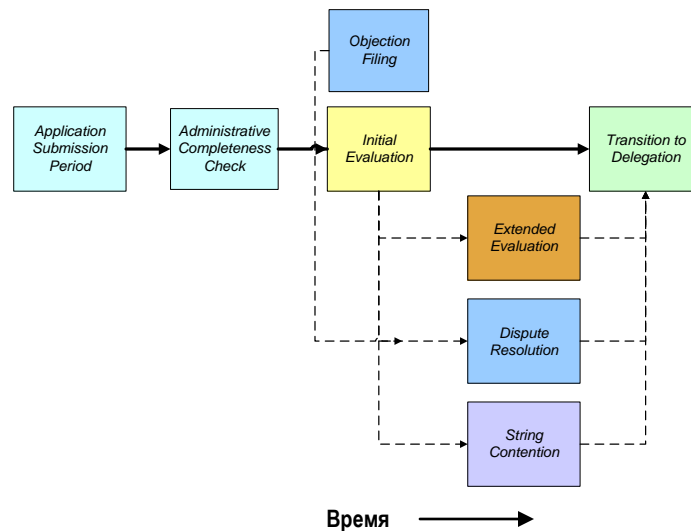 Objection
Filing
Application
Submission
Period
Administrative
Completeness
Check
Initial
Evaluation
Transition to
Delegation
Extended
Evaluation
Dispute
Resolution
String
Contention
Время